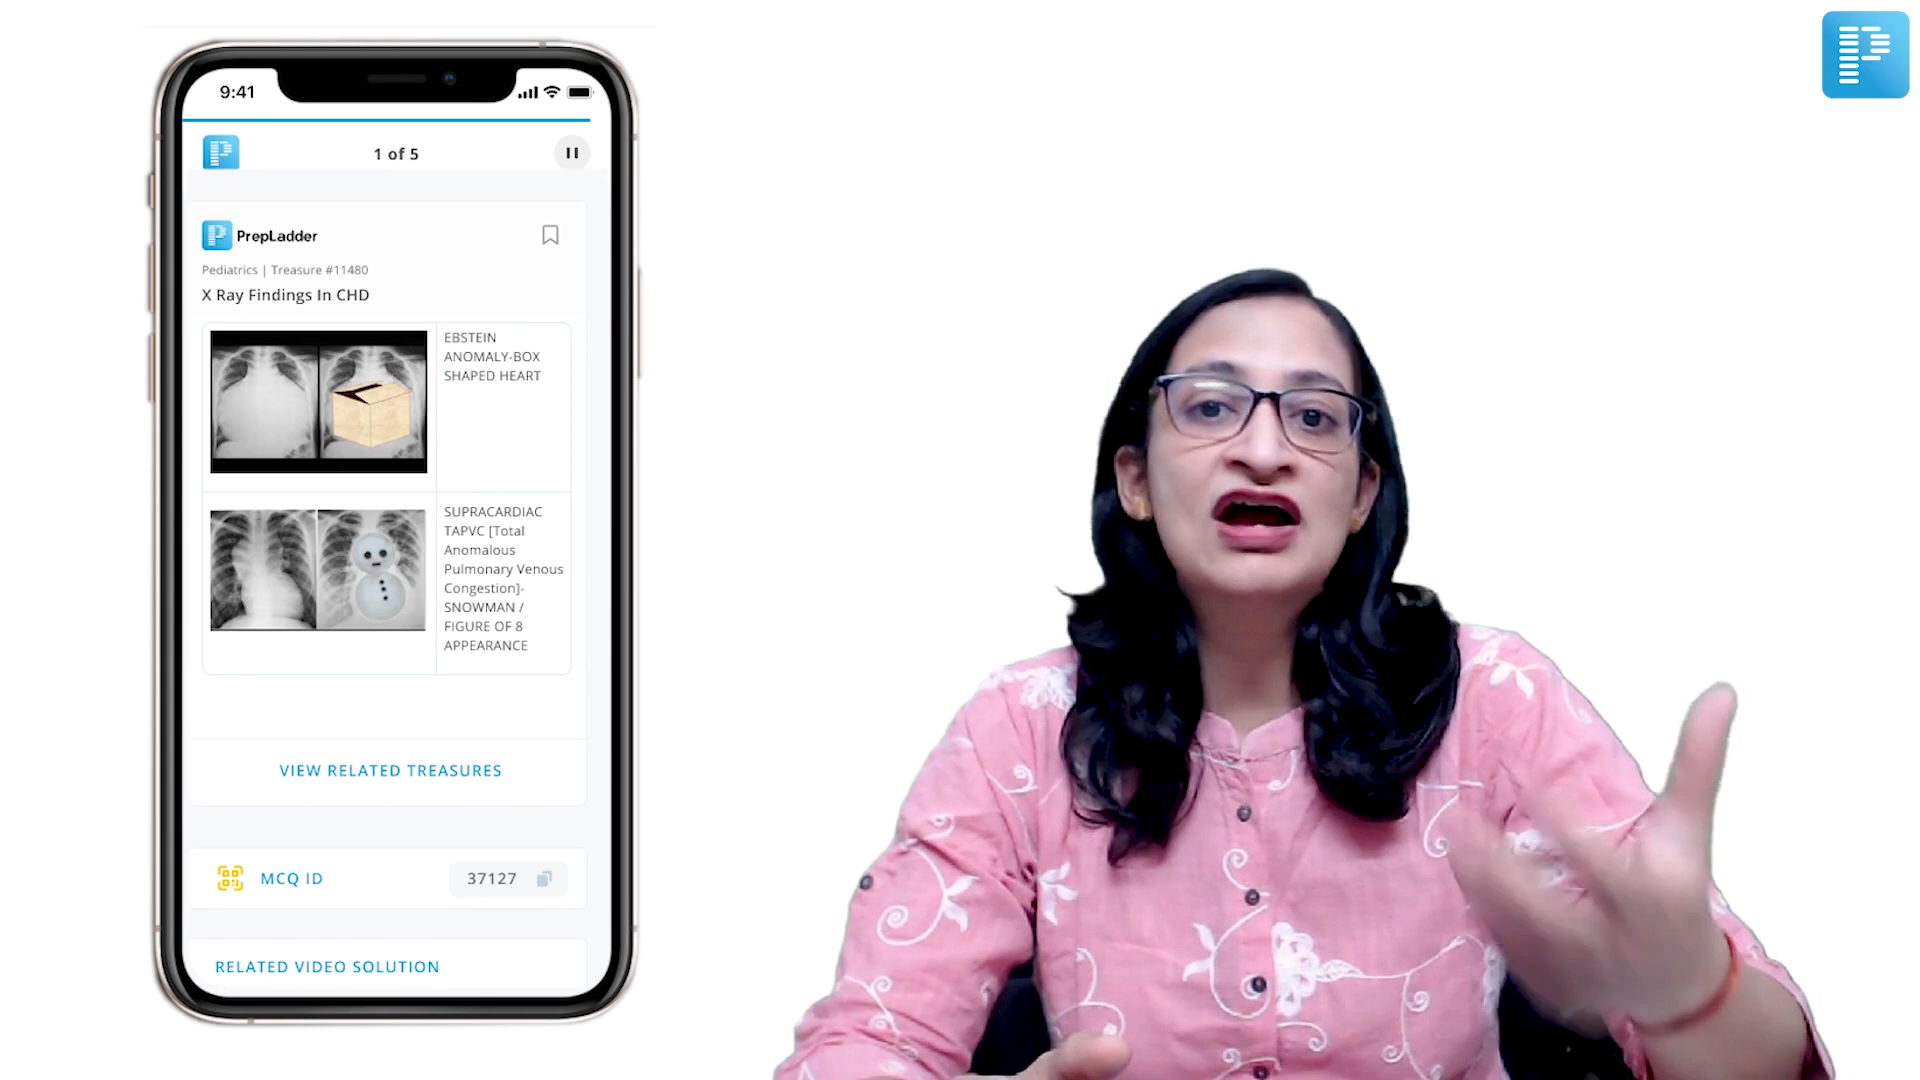 9:41
1 of 5
PrepLadder
Pediatrics | Treasure #11480
X Ray Findings In CHD
EBSTEIN
ANOMALY-BOX
SHAPED HEART
SUPRACARDIAC
TAPVC [Total
Anomalous
Pulmonary Venous
Congestion]-
SNOWMAN /
FIGURE OF 8
APPEARANCE
VIEW RELATED TREASURES
MCQ ID
37127
RELATED VIDEO SOLUTION